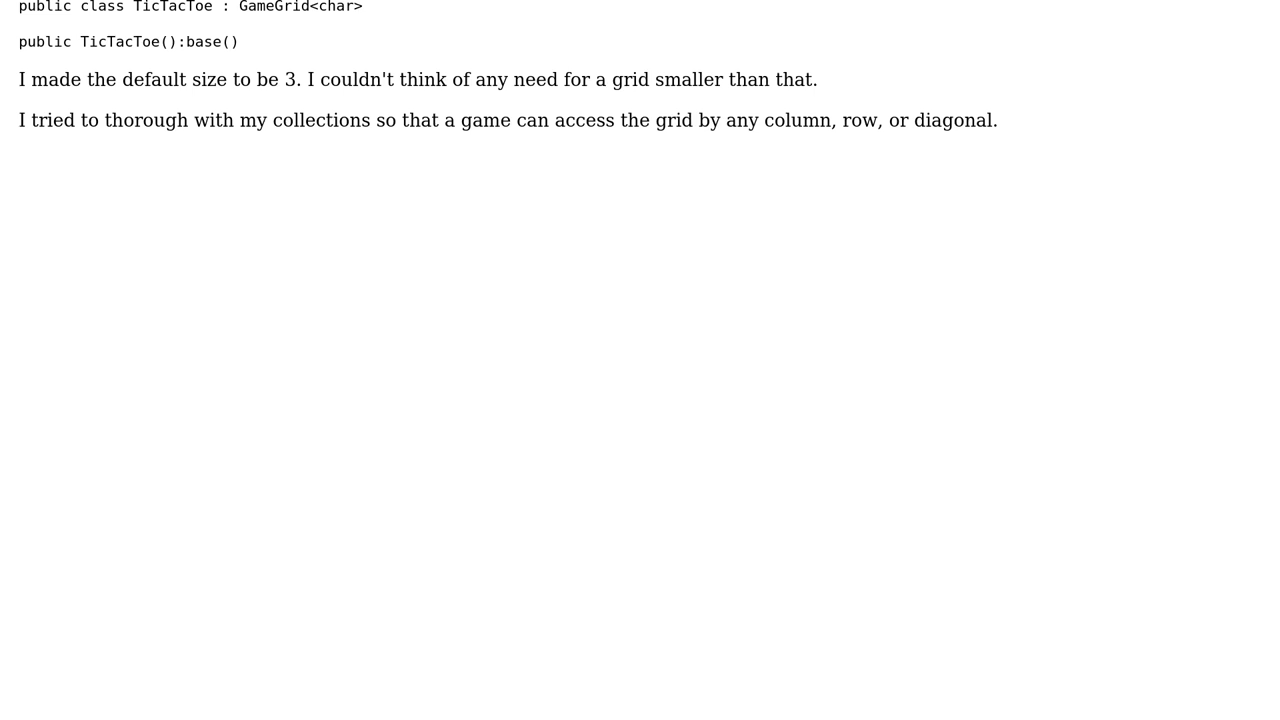 public class TicTacToe : GameGrid<char>
public TicTacToe():base()
I made the default size to be 3. I couldn't think of any need for a grid smaller than that.
I tried to thorough with my collections so that a game can access the grid by any column, row, or diagonal.